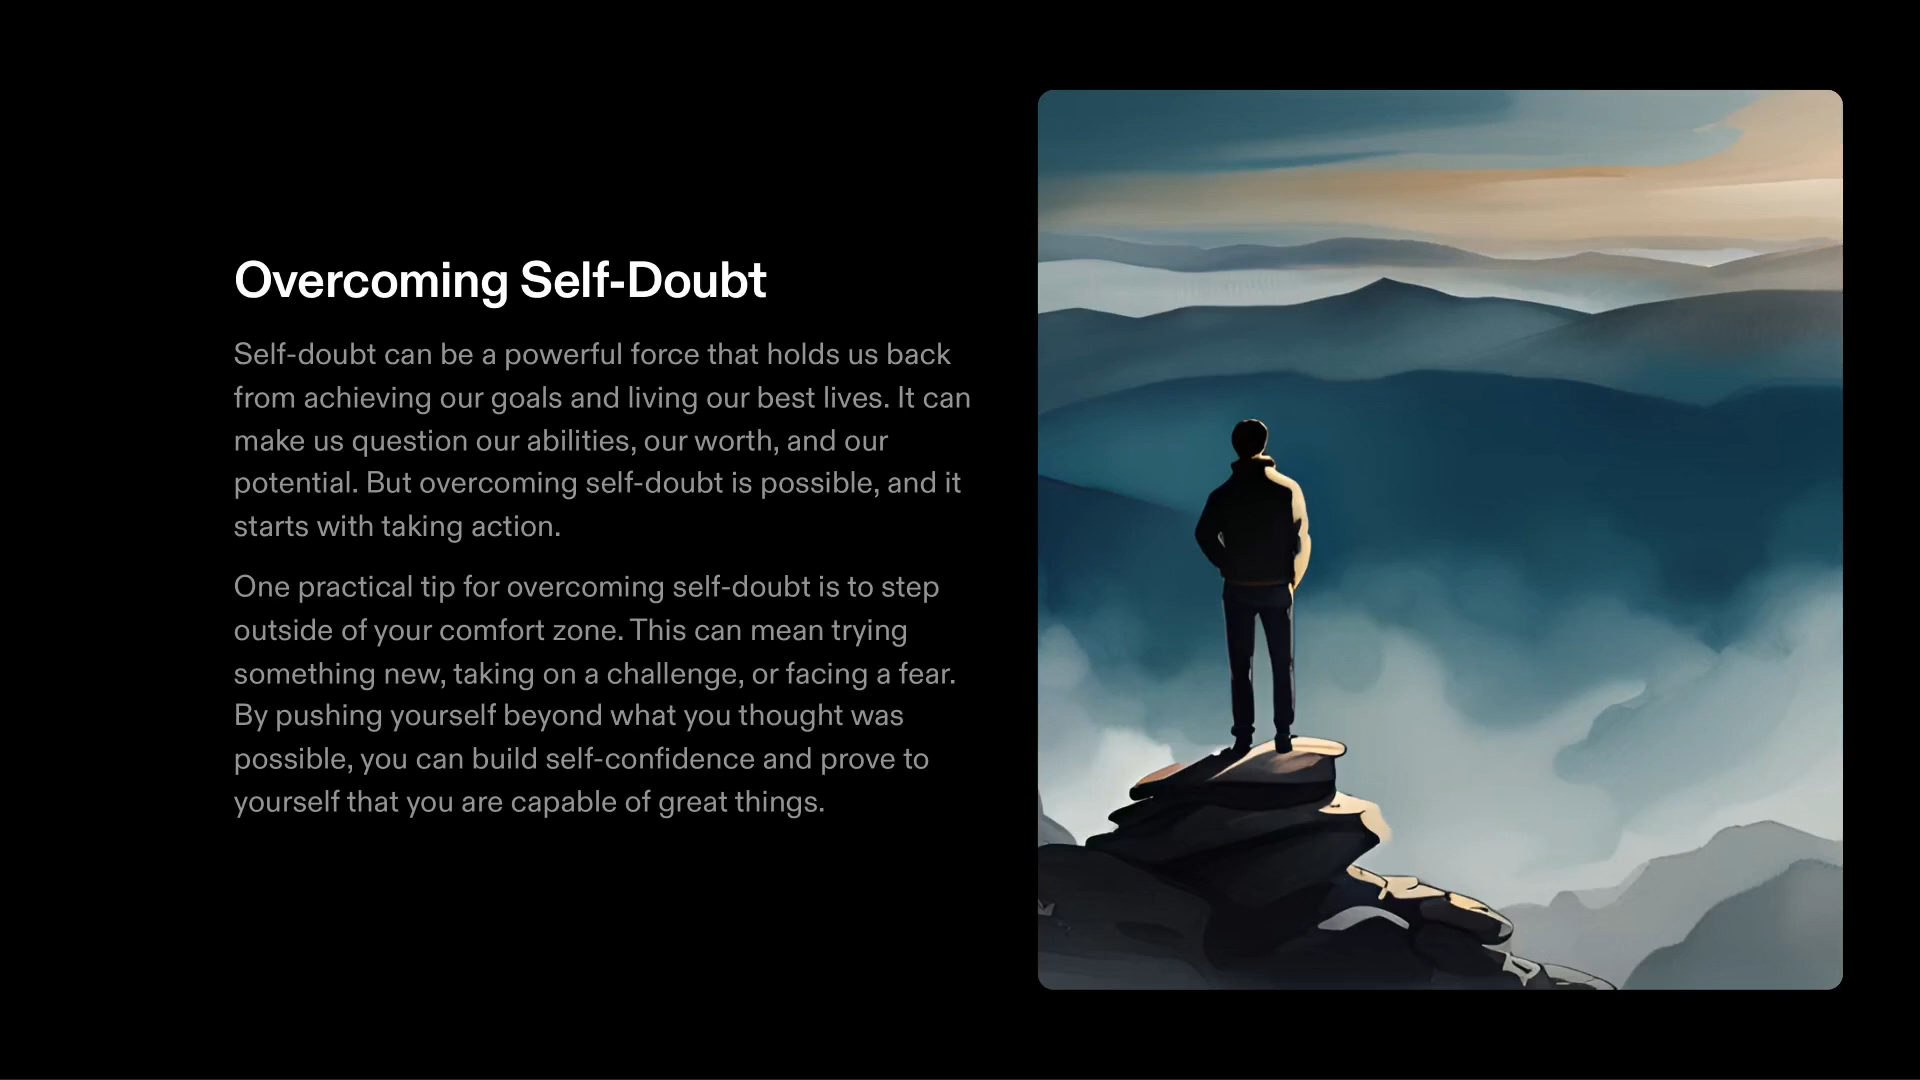 Overcoming Self-Doubt
Self-doubt can be a powerful force that holds us back
from achieving our goals and living our best lives. It can
make us question our abilities, our worth, and our
potential. But overcoming self-doubt is possible, and it
starts with taking action.
One practical tip for overcoming self-doubt is to step
outside of your comfort zone. This can mean trying
something new, taking on a challenge, or facing a fear.
By pushing yourself beyond what you thought was
possible, you can build self-confidence and prove to
yourself that you are capable of great things.